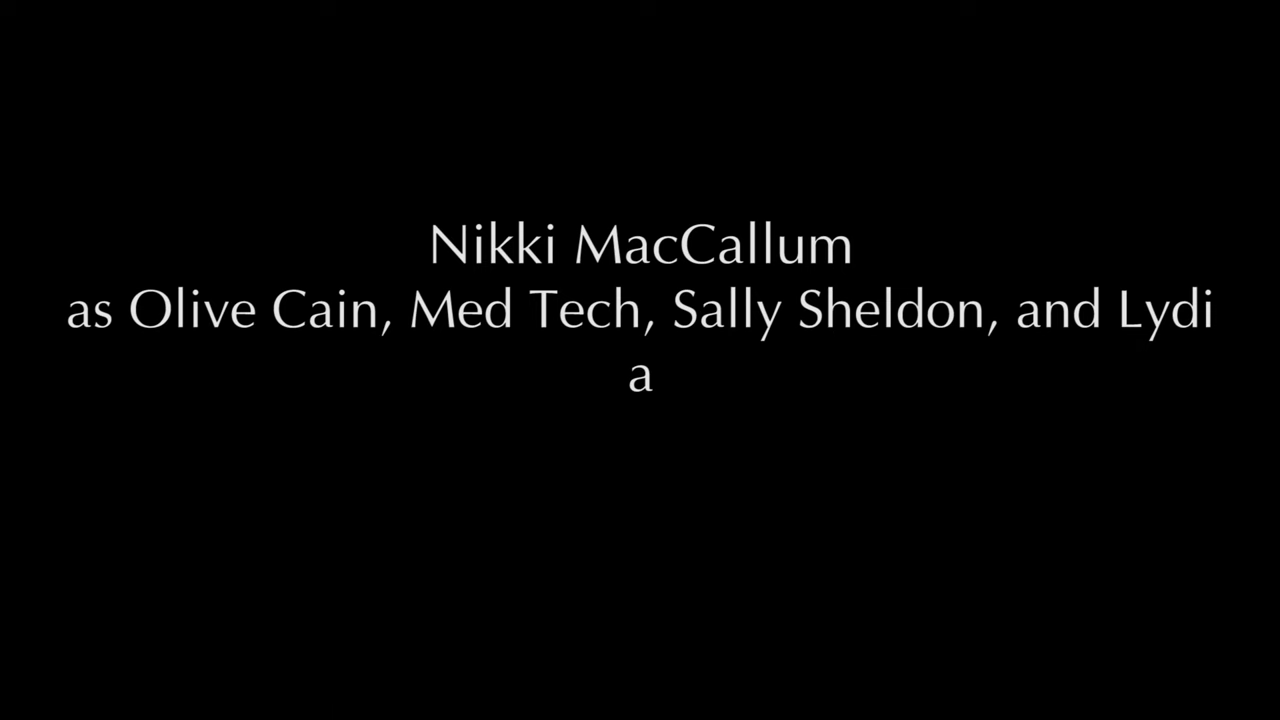 Nikki MacCallum
as Olive Cain, Med Tech, Sally Sheldon, and Lydi
a